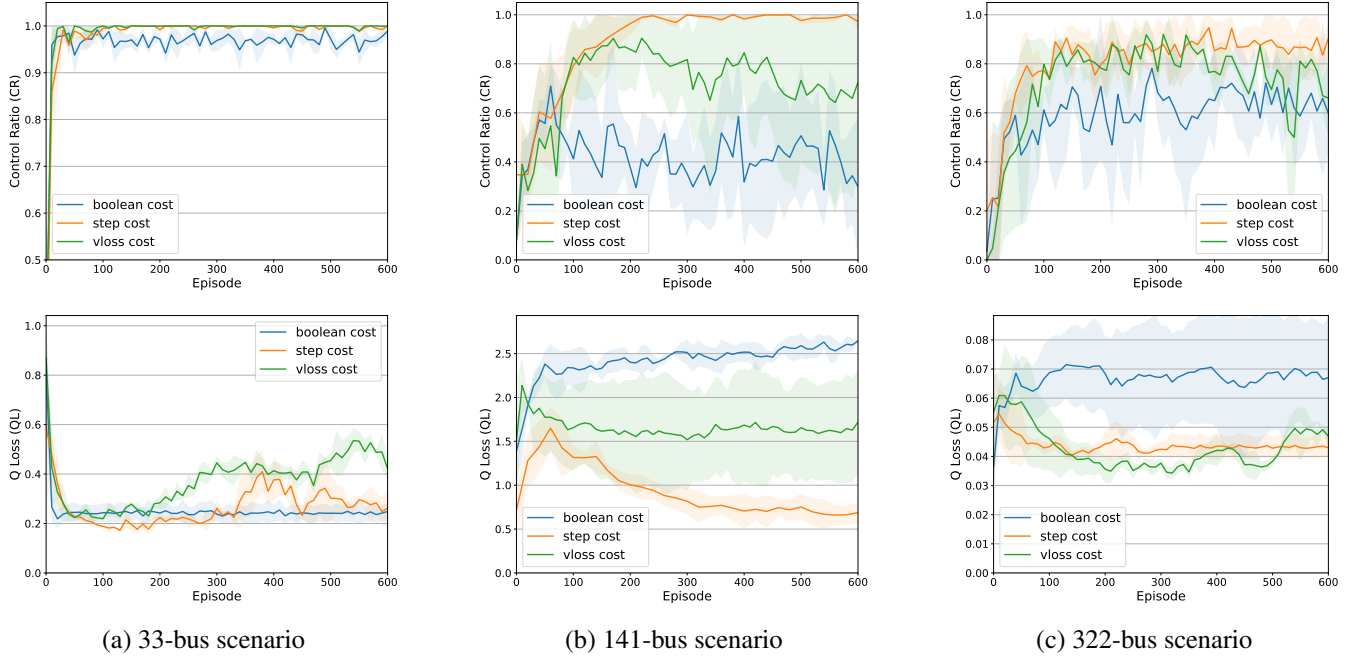 1.0
0.9
0.8
0.7
0.6
0.5
Control Ratio (CR)
0 100 200 300 400 500 600
Episode
boolean cost
step cost
vloss cost
1.0
0.8
0.6
0.4
0.2
0.0
Control Ratio (CR)
0 100 200 300 400 500 600
Episode
boolean cost
step cost
vloss cost
1.0
0.8
0.6
0.4
0.2
0.0
Control Ratio (CR)
0 100 200 300 400 500 600
Episode
boolean cost
step cost
vloss cost
1.0
0.8
0.6
0.4
0.2
0.0
Q Loss (QL)
0 100 200 300 400 500 600
Episode
boolean cost
step cost
vloss cost
2.5
2.0
1.5
1.0
0.5
0.0
Q Loss (QL)
0 100 200 300 400 500 600
Episode
boolean cost
step cost
vloss cost
0.08
0.07
0.06
0.05
0.04
0.03
0.02
0.01
0.00
Q Loss (QL)
0 100 200 300 400 500 600
Episode
boolean cost
step cost
vloss cost
(a) 33-bus scenario
(b) 141-bus scenario
(c) 322-bus scenario